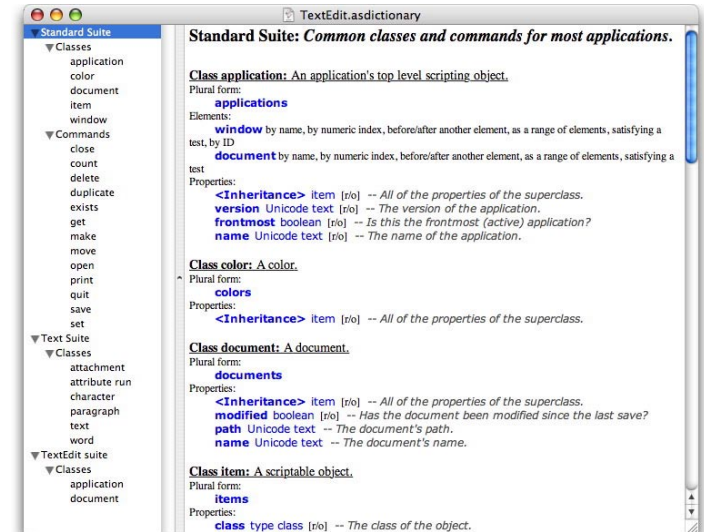 TextEdit.asdictionary
Standard Suite
Classes
application
color
document
item
window
Commands
close
count
delete
duplicate
exists
get
make
move
open
print
quit
save
set
Text Suite
Classes
attachment
attribute run
character
paragraph
text
word
TextEdit suite
Classes
application
document
Standard Suite: Common classes and commands for most applications.
Class application: An application's top level scripting object.
Plural form:
applications
Elements:
window by name, by numeric index, before/after another element, as a range of elements, satisfying a
test, by ID
document by name, by numeric index, before/after another element, as a range of elements, satisfying a
test
Properties:
<Inheritance> item [r/o] -- All of the properties of the superclass.
version Unicode text [r/o] -- The version of the application.
frontmost boolean [r/o] -- Is this the frontmost (active) application?
name Unicode text [r/o] -- The name of the application.
Class color: A color.
Plural form:
colors
Properties:
<Inheritance> item [r/o] -- All of the properties of the superclass.
Class document: A document.
Plural form:
documents
Properties:
<Inheritance> item [r/o] -- All of the properties of the superclass.
modified boolean [r/o] -- Has the document been modified since the last save?
path Unicode text -- The document's path.
name Unicode text -- The document's name.
Class item: A scriptable object.
Plural form:
items
Properties:
class type class [r/o] -- The class of the object.